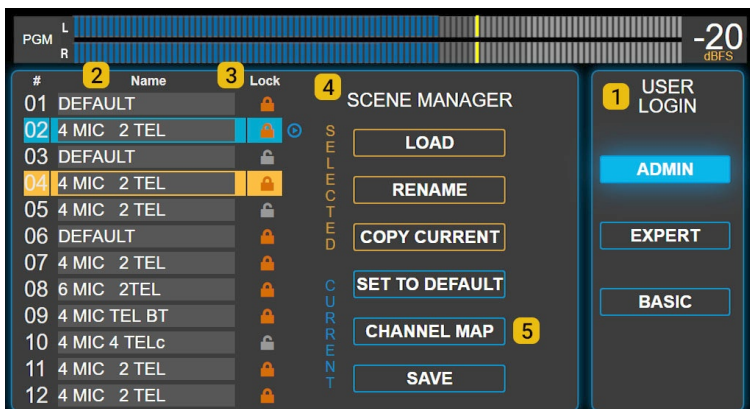 PGM L R -20 dBFS
# 2 Name 3 Lock
01 DEFAULT
02 4 MIC 2 TEL
03 DEFAULT
04 4 MIC 2 TEL
05 4 MIC 2 TEL
06 DEFAULT
07 4 MIC 2 TEL
08 6 MIC 2TEL
09 4 MIC TEL BT
10 4 MIC 4 TELc
11 4 MIC 2 TEL
12 4 MIC 2 TEL
4 SCENE MANAGER
SELECTED
LOAD
RENAME
COPY CURRENT
CURRENT
SET TO DEFAULT
CHANNEL MAP 5
SAVE
1 USER
LOGIN
ADMIN
EXPERT
BASIC